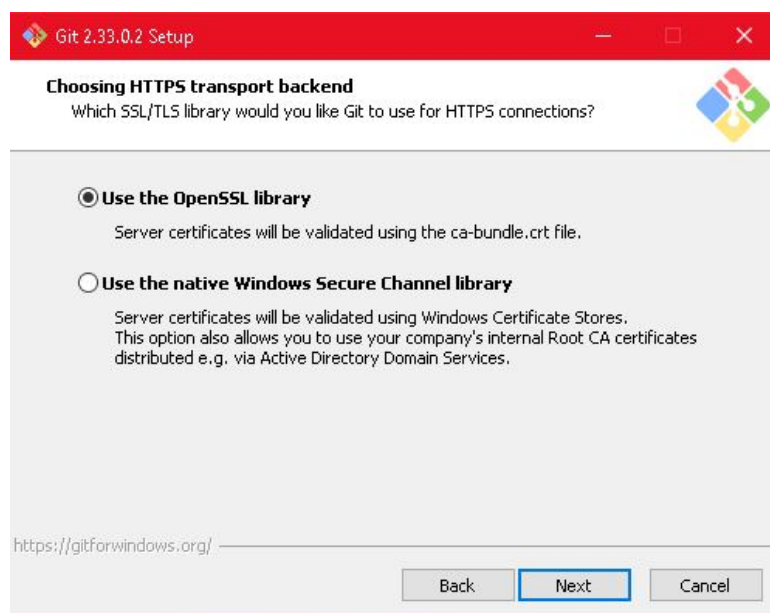 Git 2.33.0.2 Setup
Choosing HTTPS transport backend
Which SSL/TLS library would you like Git to use for HTTPS connections?
Use the OpenSSL library
Server certificates will be validated using the ca-bundle.crt file.
Use the native Windows Secure Channel library
Server certificates will be validated using Windows Certificate Stores.
This option also allows you to use your company's internal Root CA certificates
distributed e.g. via Active Directory Domain Services.
https://gitforwindows.org/
Back Next Cancel